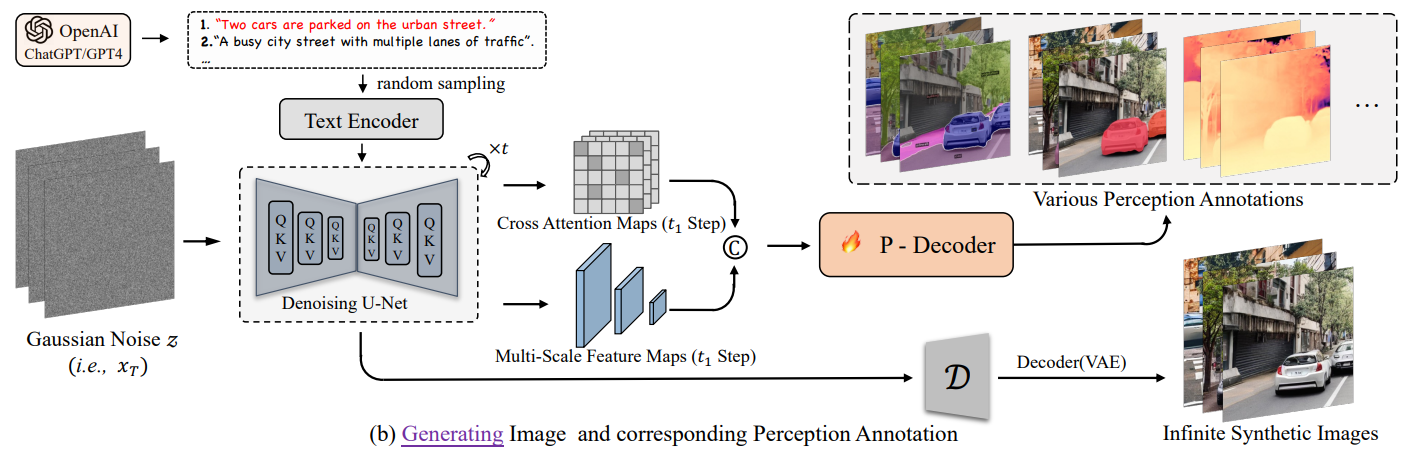 OpenAI
ChatGPT/GPT4
1. “Two cars are parked on the urban street.”
2.“A busy city street with multiple lanes of traffic”.
...
random sampling
Text Encoder
×t
Q K V
Q K V
Q K V
Q K V
Q K V
Q K V
Denoising U-Net
Gaussian Noise z
(i.e., x_T)
Cross Attention Maps (t₁ Step)
Multi-Scale Feature Maps (t₁ Step)
C
P - Decoder
...
Various Perception Annotations
D
Decoder(VAE)
Infinite Synthetic Images
(b) Generating Image and corresponding Perception Annotation